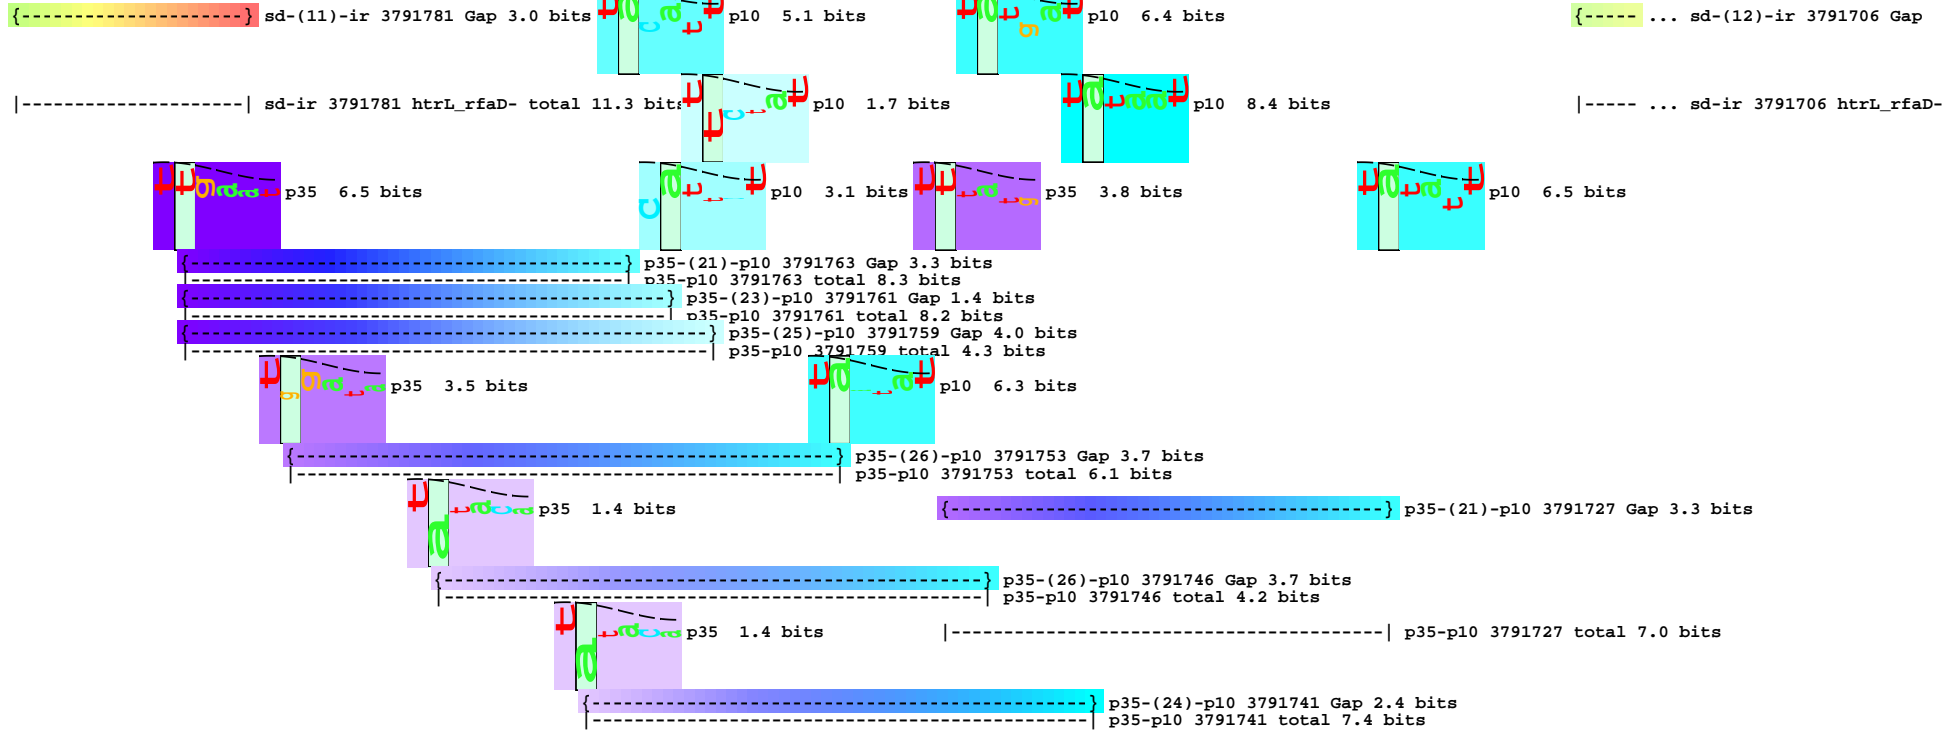 {-------------------} sd-(11)-ir 3791781 Gap 3.0 bits
p10 5.1 bits
p10 6.4 bits
{----- ... sd-(12)-ir 3791706 Gap
|--------------------| sd-ir 3791781 htrL_rfaD- total 11.3 bits
p10 1.7 bits
p10 8.4 bits
|----- ... sd-ir 3791706 htrL_rfaD-
p35 6.5 bits
p10 3.1 bits
p35 3.8 bits
p10 6.5 bits
p35-(21)-p10 3791763 Gap 3.3 bits
p35-p10 3791763 total 8.3 bits
p35-(23)-p10 3791761 Gap 1.4 bits
p35-p10 3791761 total 8.2 bits
p35-(25)-p10 3791759 Gap 4.0 bits
p35-p10 3791759 total 4.3 bits
p35 3.5 bits
p10 6.3 bits
p35-(26)-p10 3791753 Gap 3.7 bits
p35-p10 3791753 total 6.1 bits
p35 1.4 bits
p35-(21)-p10 3791727 Gap 3.3 bits
p35-(26)-p10 3791746 Gap 3.7 bits
p35-p10 3791746 total 4.2 bits
p35 1.4 bits
p35-p10 3791727 total 7.0 bits
p35-(24)-p10 3791741 Gap 2.4 bits
p35-p10 3791741 total 7.4 bits